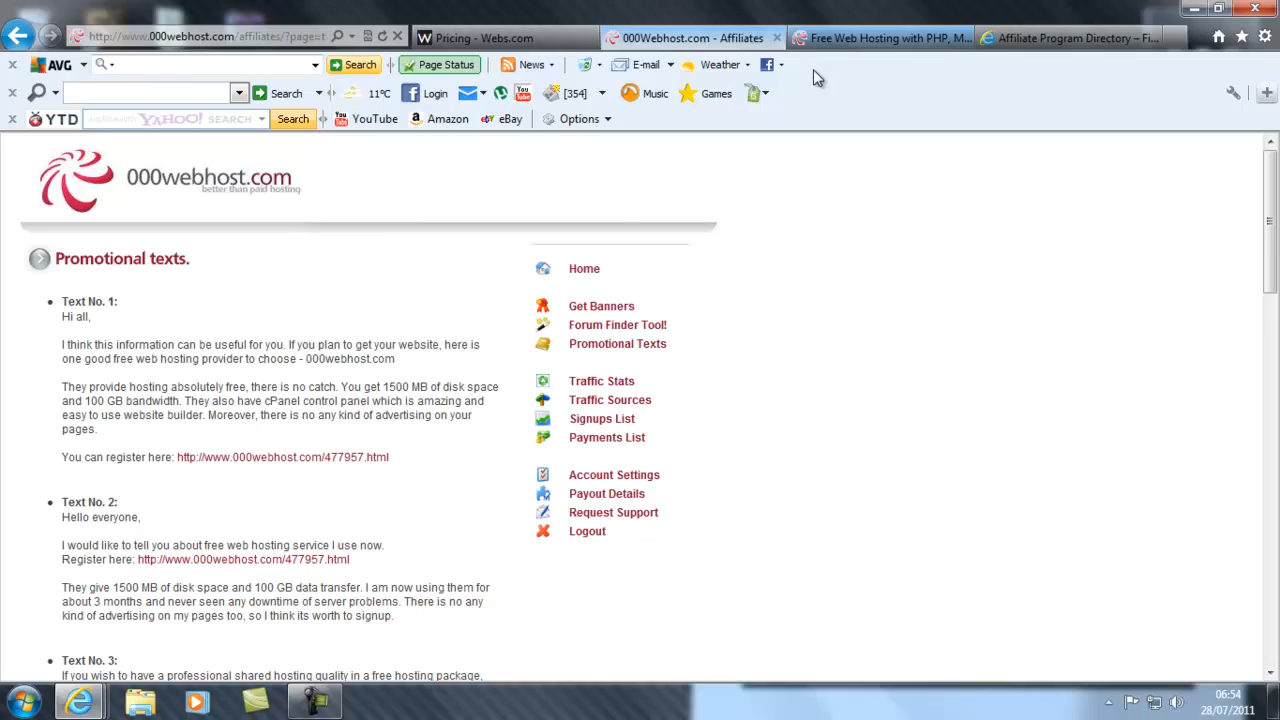 http://www.000webhost.com/affiliates/?page=t
Pricing - Webs.com
000Webhost.com - Affiliates
Free Web Hosting with PHP, M...
Affiliate Program Directory – Fi...
AVG
Search
Page Status
News
E-mail
Weather
Search
11°C
Login
[354]
Music
Games
YTD
YAHOO! SEARCH
Search
YouTube
Amazon
eBay
Options
000webhost.com
better than paid hosting
Promotional texts.
Text No. 1:
Hi all,
I think this information can be useful for you. If you plan to get your website, here is
one good free web hosting provider to choose - 000webhost.com
They provide hosting absolutely free, there is no catch. You get 1500 MB of disk space
and 100 GB bandwidth. They also have cPanel control panel which is amazing and
easy to use website builder. Moreover, there is no any kind of advertising on your
pages.
You can register here: http://www.000webhost.com/477957.html
Text No. 2:
Hello everyone,
I would like to tell you about free web hosting service I use now.
Register here: http://www.000webhost.com/477957.html
They give 1500 MB of disk space and 100 GB data transfer. I am now using them for
about 3 months and never seen any downtime of server problems. There is no any
kind of advertising on my pages too, so I think its worth to signup.
Text No. 3:
If you wish to have a professional shared hosting quality in a free hosting package,
Home
Get Banners
Forum Finder Tool!
Promotional Texts
Traffic Stats
Traffic Sources
Signups List
Payments List
Account Settings
Payout Details
Request Support
Logout
06:54
28/07/2011